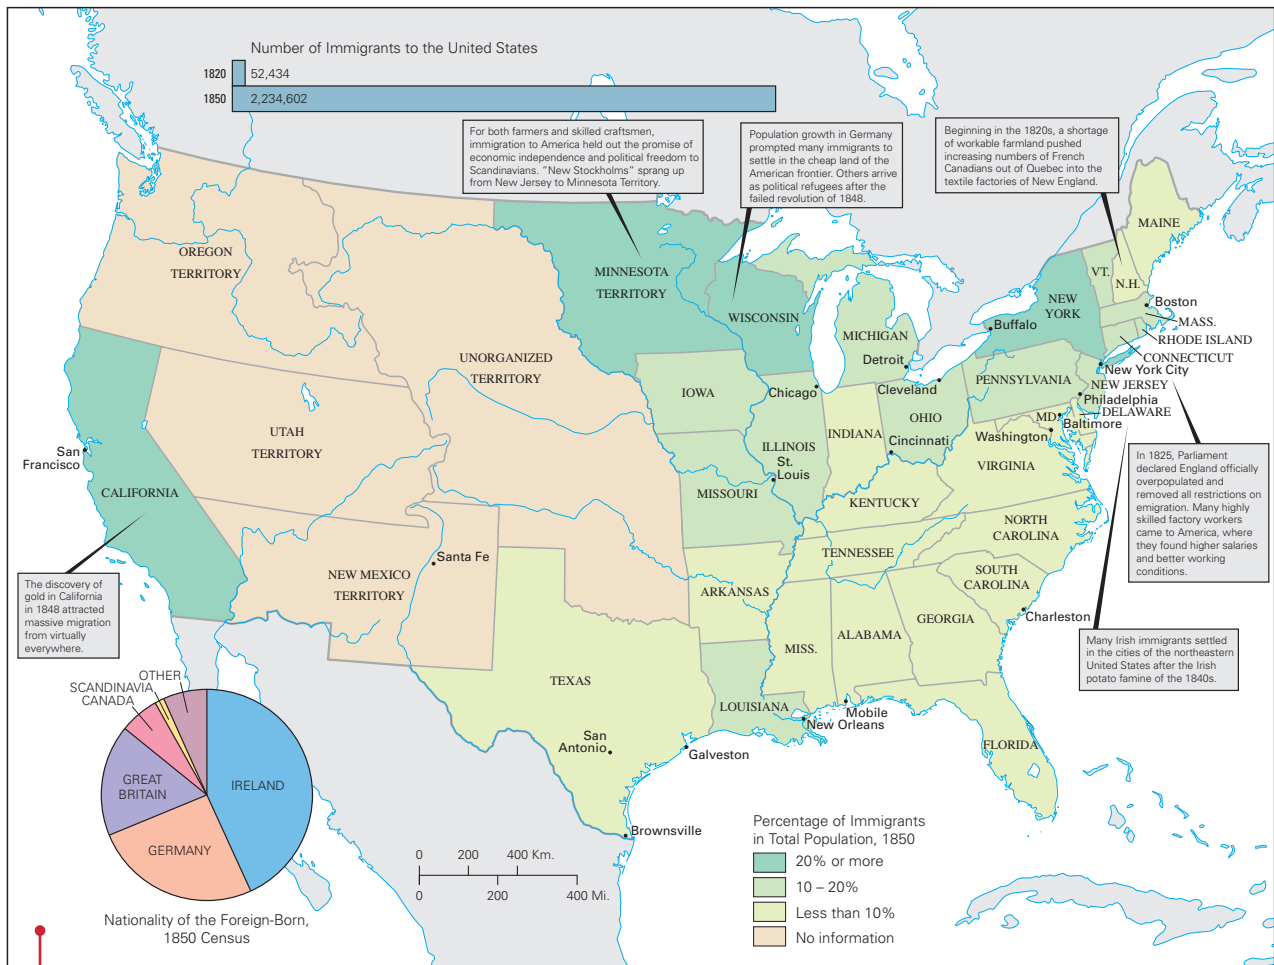 Number of Immigrants to the United States
1820 52,434
1850 2,234,602
For both farmers and skilled craftsmen,
immigration to America held out the promise of
economic independence and political freedom to
Scandinavians. "New Stockholms" sprang up
from New Jersey to Minnesota Territory.
Population growth in Germany
prompted many immigrants to
settle in the cheap land of the
American frontier. Others arrive
as political refugees after the
failed revolution of 1848.
Beginning in the 1820s, a shortage
of workable farmland pushed
increasing numbers of French
Canadians out of Quebec into the
textile factories of New England.
MAINE
OREGON
TERRITORY
MINNESOTA
TERRITORY
VT.
N.H.
WISCONSIN
NEW
YORK
Boston
MASS.
Buffalo
MICHIGAN
RHODE ISLAND
CONNECTICUT
Detroit
New York City
UNORGANIZED
TERRITORY
IOWA
Chicago
Cleveland
PENNSYLVANIA
NEW JERSEY
Philadelphia
DELAWARE
MD.
Baltimore
OHIO
UTAH
TERRITORY
INDIANA
Cincinnati
Washington
ILLINOIS
St.
Louis
San
Francisco
VIRGINIA
CALIFORNIA
MISSOURI
KENTUCKY
In 1825, Parliament
declared England officially
overpopulated and
removed all restrictions on
emigration. Many highly
skilled factory workers
came to America, where
they found higher salaries
and better working
conditions.
NORTH
CAROLINA
TENNESSEE
Santa Fe
NEW MEXICO
TERRITORY
SOUTH
CAROLINA
ARKANSAS
The discovery of
gold in California
in 1848 attracted
massive migration
from virtually
everywhere.
GEORGIA
Charleston
ALABAMA
MISS.
Many Irish immigrants settled
in the cities of the northeastern
United States after the Irish
potato famine of the 1840s.
TEXAS
LOUISIANA
Mobile
New Orleans
San
Antonio
Galveston
FLORIDA
Brownsville
OTHER
SCANDINAVIA
CANADA
GREAT
BRITAIN
IRELAND
GERMANY
Nationality of the Foreign-Born,
1850 Census
0 200 400 Km.
0 200 400 Mi.
Percentage of Immigrants
in Total Population, 1850
20% or more
10 – 20%
Less than 10%
No information